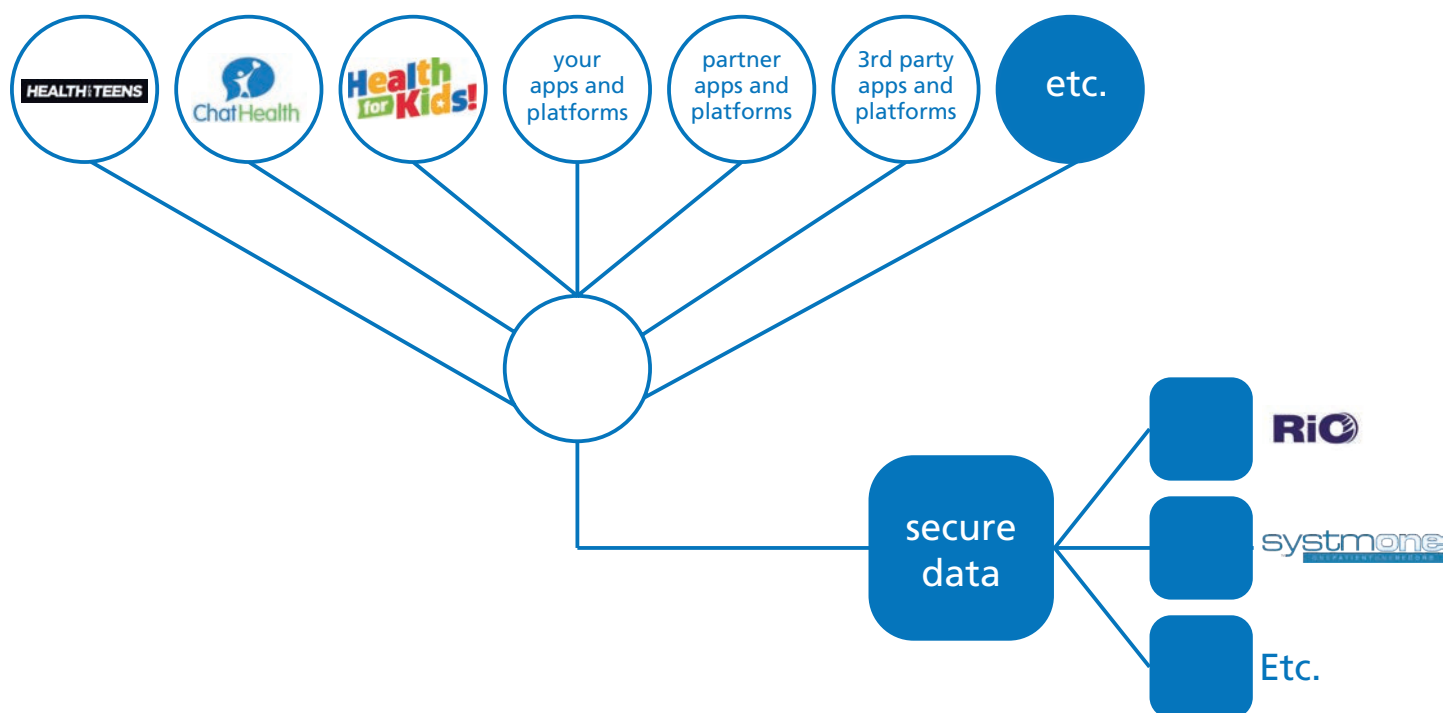 HEALTH FOR TEENS
ChatHealth
Health
for Kids!
your
apps and
platforms
partner
apps and
platforms
3rd party
apps and
platforms
etc.
secure
data
RiO
systmone
Etc.